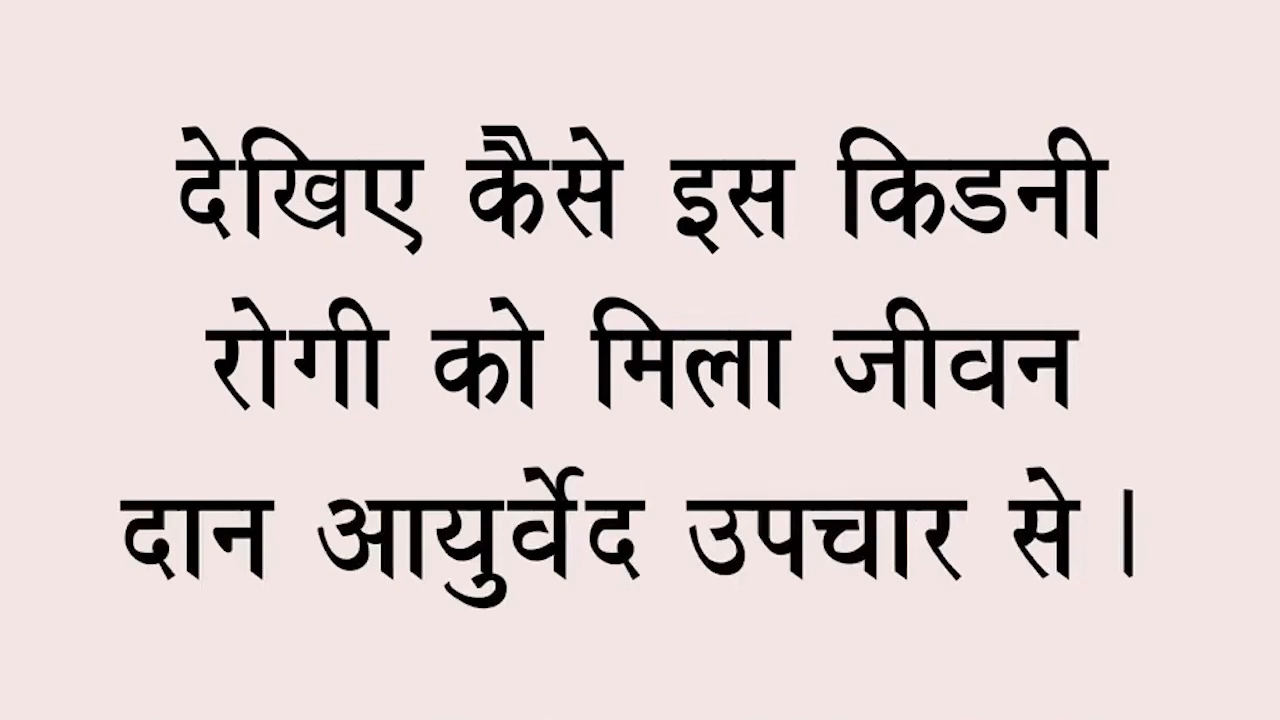 देखिए कैसे इस किडनी
रोगी को मिला जीवन
दान आयुर्वेद उपचार से।